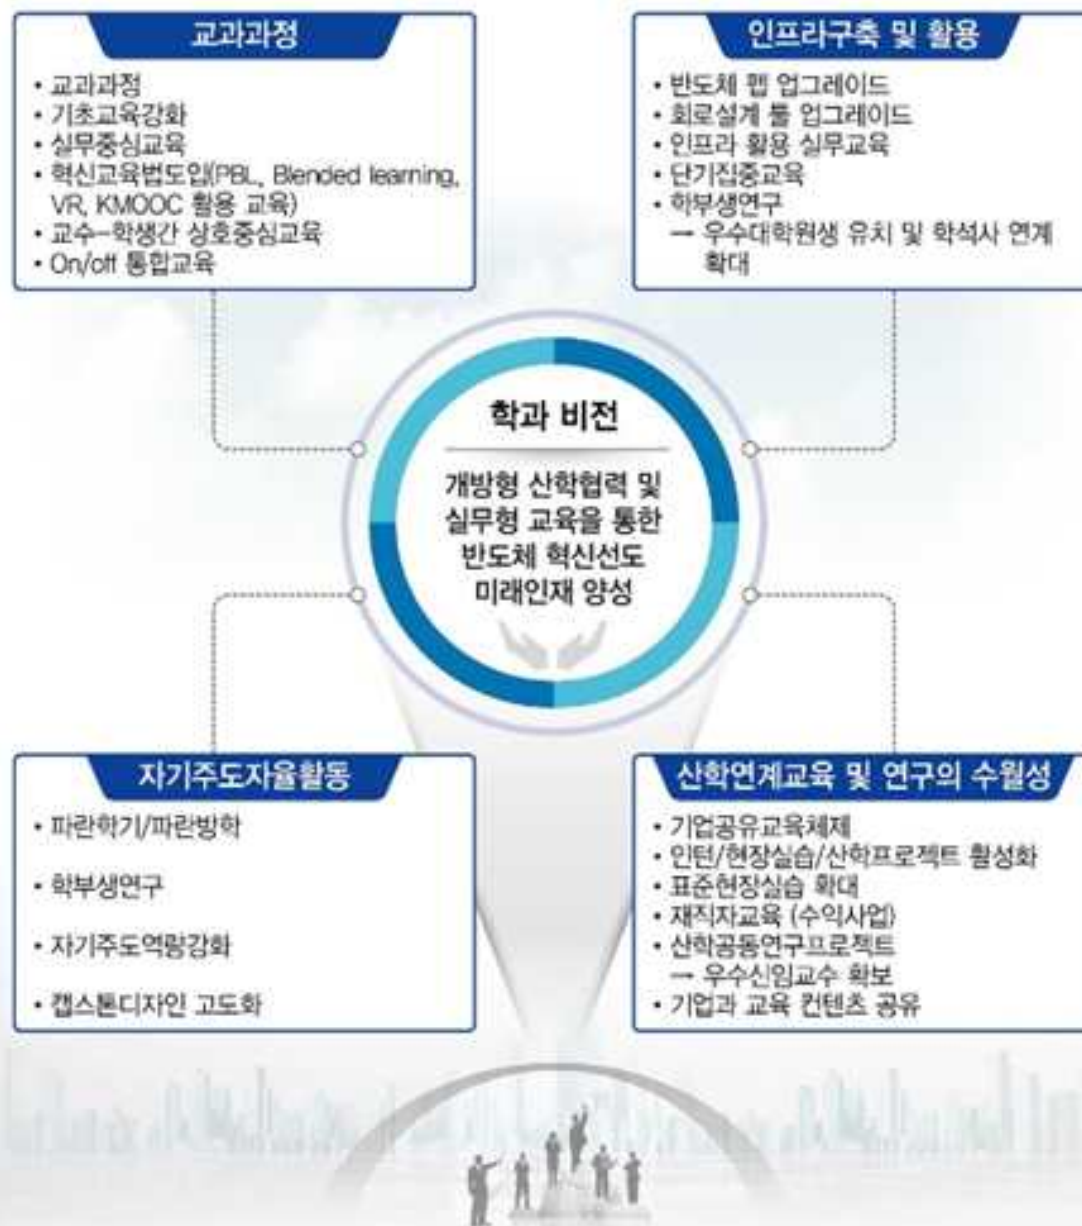 교과과정
• 교과과정
• 기초교육강화
• 실무중심교육
• 혁신교육법도입(PBL, Blended learning,
VR, KMOOC 활용 교육)
• 교수-학생간 상호중심교육
• On/off 통합교육
인프라구축 및 활용
• 반도체 펩 업그레이드
• 회로설계 툴 업그레이드
• 인프라 활용 실무교육
• 단기집중교육
• 학부생연구
→ 우수대학원생 유치 및 학석사 연계
확대
학과 비전
개방형 산학협력 및
실무형 교육을 통한
반도체 혁신선도
미래인재 양성
자기주도자율활동
• 파란학기/파란방학
• 학부생연구
• 자기주도역량강화
• 캡스톤디자인 고도화
산학연계교육 및 연구의 수월성
• 기업공유교육체제
• 인턴/현장실습/산학프로젝트 활성화
• 표준현장실습 확대
• 재직자교육 (수익사업)
• 산학공동연구프로젝트
→ 우수신임교수 확보
• 기업과 교육 컨텐츠 공유